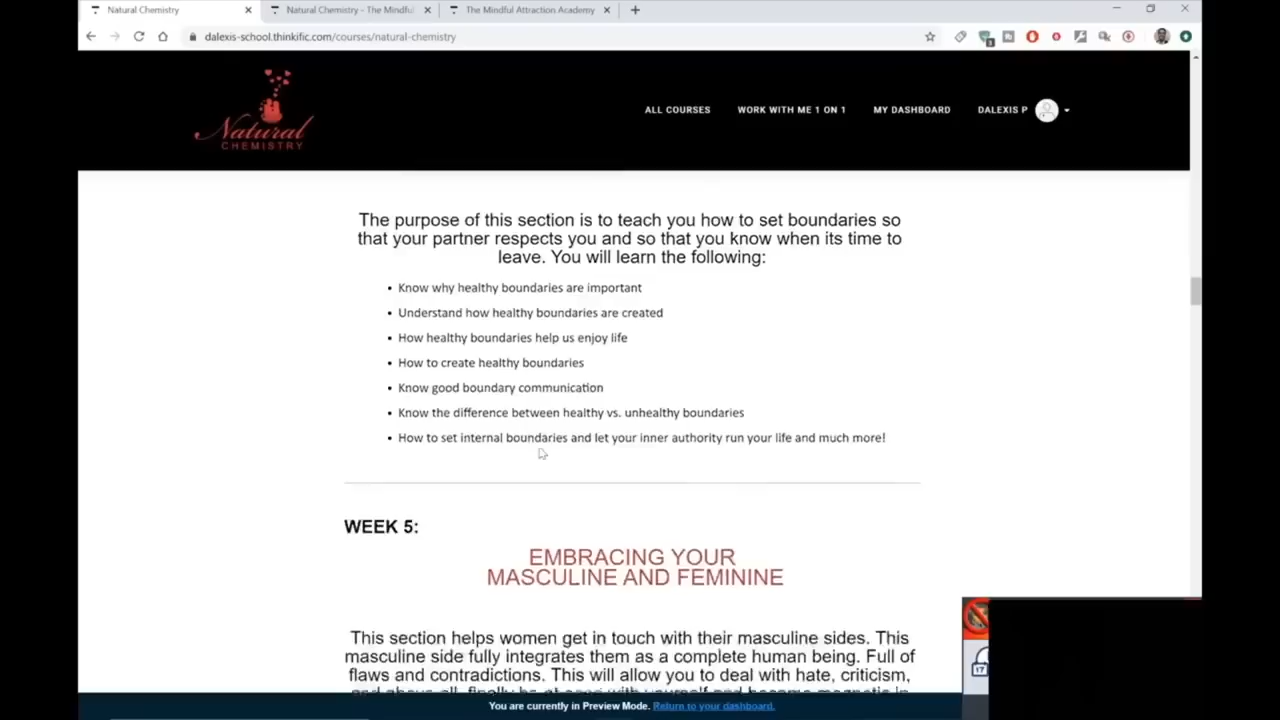 Natural Chemistry
Natural Chemistry - The Mindful
The Mindful Attraction Academy
dalexis-school.thinkific.com/courses/natural-chemistry
Natural
CHEMISTRY
ALL COURSES
WORK WITH ME 1 ON 1
MY DASHBOARD
DALEXIS P
The purpose of this section is to teach you how to set boundaries so
that your partner respects you and so that you know when its time to
leave. You will learn the following:
• Know why healthy boundaries are important
• Understand how healthy boundaries are created
• How healthy boundaries help us enjoy life
• How to create healthy boundaries
• Know good boundary communication
• Know the difference between healthy vs. unhealthy boundaries
• How to set internal boundaries and let your inner authority run your life and much more!
WEEK 5:
EMBRACING YOUR
MASCULINE AND FEMININE
This section helps women get in touch with their masculine sides. This
masculine side fully integrates them as a complete human being. Full of
flaws and contradictions. This will allow you to deal with hate, criticism,
You are currently in Preview Mode. Return to your dashboard.
17